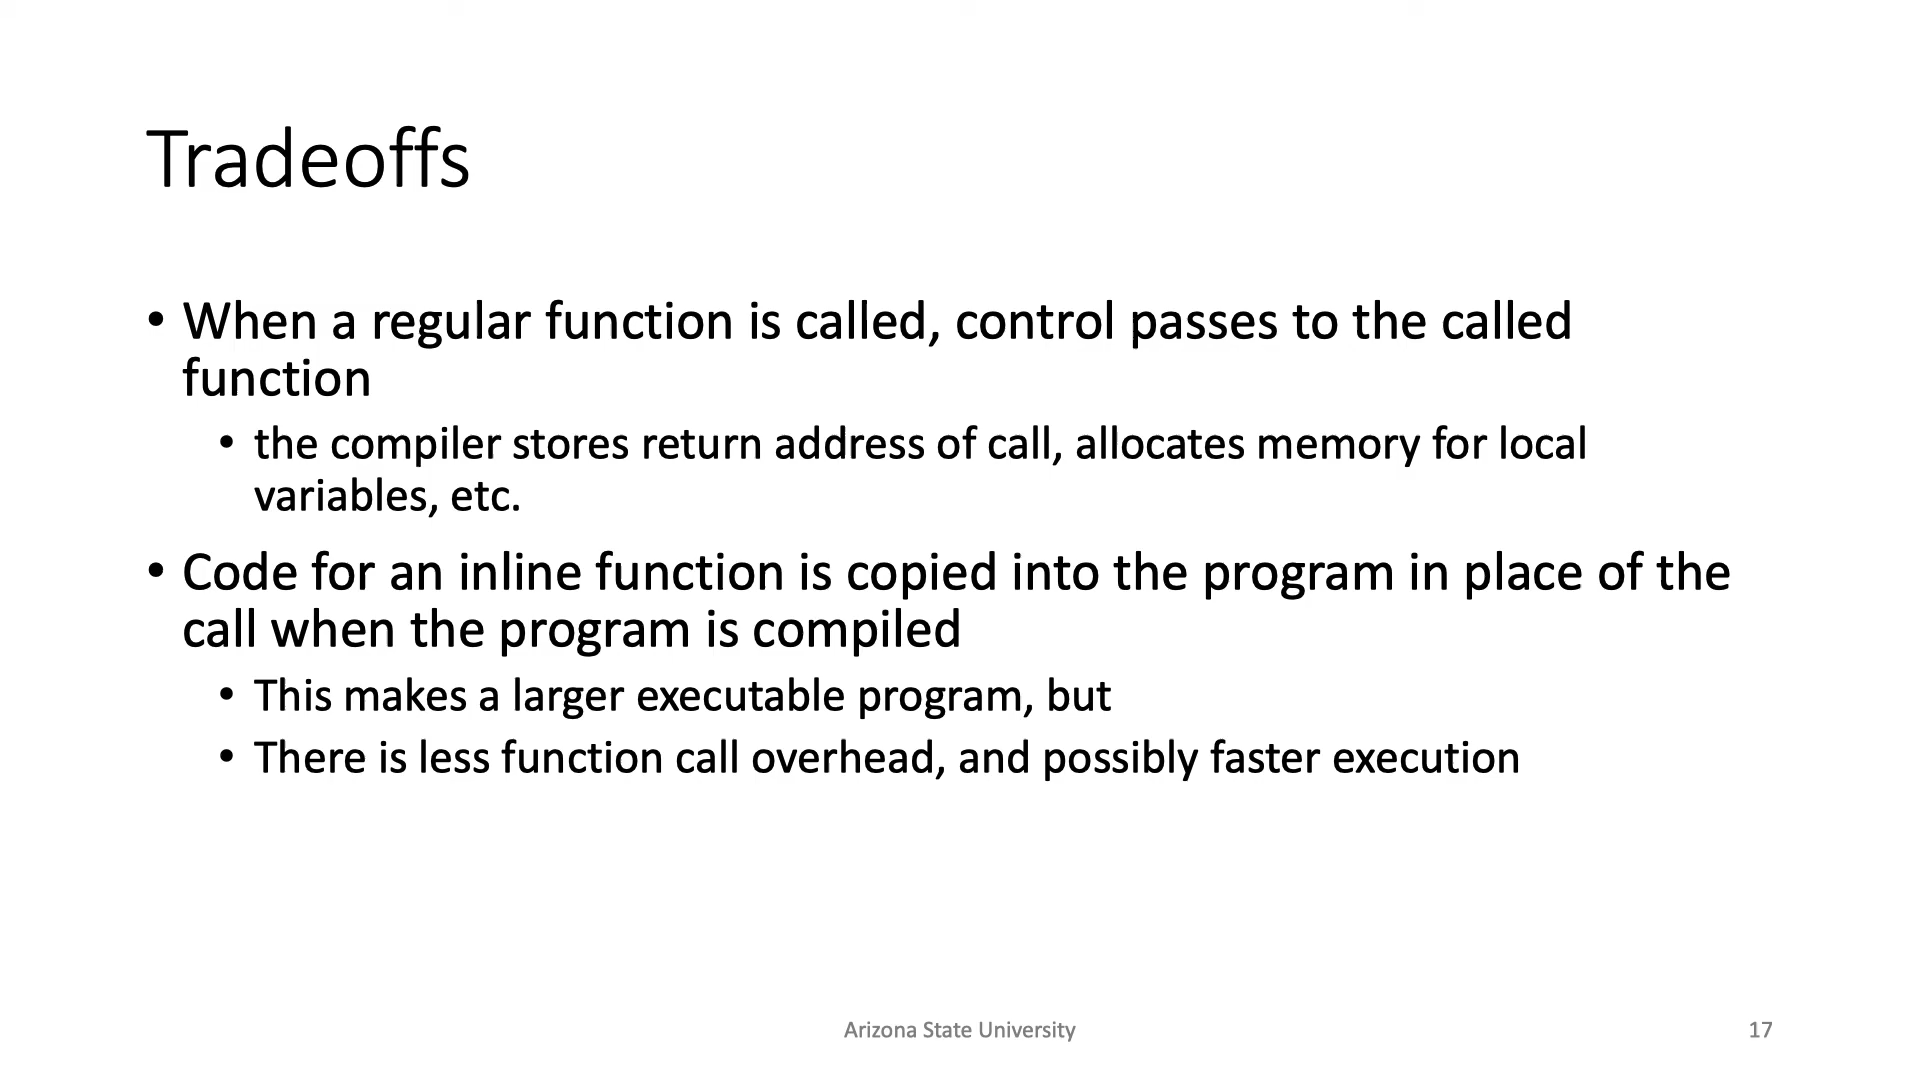 Tradeoffs
• When a regular function is called, control passes to the called
function
• the compiler stores return address of call, allocates memory for local
variables, etc.
• Code for an inline function is copied into the program in place of the
call when the program is compiled
• This makes a larger executable program, but
• There is less function call overhead, and possibly faster execution
Arizona State University
17